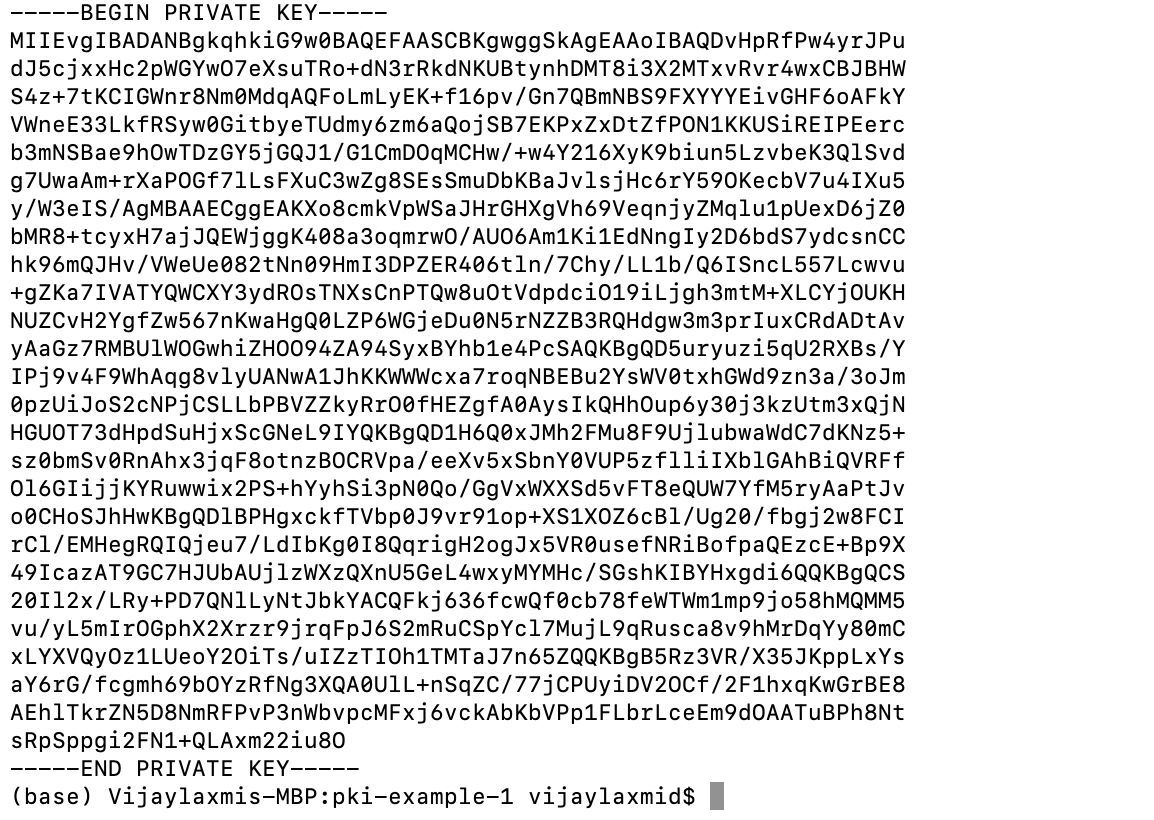 -----BEGIN PRIVATE KEY-----
MIIEvgIBADANBgkqhkiG9w0BAQEFAASCBKgwggSkAgEAAoIBAQDvHpRfPw4yrJPu
dJ5cjxxHc2pWGYwO7eXsuTRo+dN3rRkdNKUBtynhDMT8i3X2MTxvRvr4wxCBJBHW
S4z+7tKCIGWnr8Nm0MdqAQFoLmLyEK+f16pv/Gn7QBmNBS9FXYYYEivGHF6oAFkY
VWneE33LkfRSyw0GitbyeTUdmy6zm6aQojSB7EKPxZxDtZfPON1KKUSiREIPEerc
b3mNSBae9hOwTDzGY5jGQJ1/G1CmDOqMCHw/+w4Y216XyK9biun5LzvbeK3QlSvd
g7UwaAm+rXaPOGf7lLsFXuC3wZg8SEsSmuDbKBaJvlsjHc6rY59OKecbV7u4IXu5
y/W3eIS/AgMBAAECggEAKXo8cmkVpWSaJHrGHXgVh69VeqnjyZMqlu1pUexD6jZ0
bMR8+tcyxH7ajJQEWjggK408a3oqmrwO/AUO6Am1Ki1EdNngIy2D6bdS7ydcsnCC
hk96mQJHv/VWeUe082tNn09HmI3DPZER406tln/7Chy/LL1b/Q6ISncL557Lcwvu
+gZKa7IVATYQWCXY3ydROsTNXsCnPTQw8uOtVdpdciO19iLjgh3mtM+XLCYjOUKH
NUZCvH2YgfZw567nKwaHgQ0LZP6WGjeDu0N5rNZZB3RQHdgw3m3prIuxCRdADtAv
yAaGz7RMBUlWOGwhiZHOO94ZA94SyxBYhb1e4PcSAQKBgQD5uryuzi5qU2RXBs/Y
IPj9v4F9WhAqg8vlyUANwA1JhKKWWWcxa7roqNBEBu2YsWV0txhGWd9zn3a/3oJm
0pzUiJoS2cNPjCSLLbPBVZZkyRrO0fHEZgfA0AysIkQHhOup6y30j3kzUtm3xQjN
HGUOT73dHpdSuHjxScGNeL9IYQKBgQD1H6Q0xJMh2FMu8F9UjlubwaWdC7dKNz5+
sz0bmSv0RnAhx3jqF8otnzBOCRVpa/eeXv5xSbnY0VUP5zflliIXblGAhBiQVRFf
Ol6GIijjKYRuwwix2PS+hYyhSi3pN0Qo/GgVxWXXSd5vFT8eQUW7YfM5ryAaPtJv
o0CHoSJhHwKBgQDlBPHgxckfTVbp0J9vr91op+XS1XOZ6cBl/Ug20/fbgj2w8FCI
rCl/EMHegRQIQjeu7/LdIbKg0I8QqrigH2ogJx5VR0usefNRiBofpaQEzcE+Bp9X
49IcazAT9GC7HJUbAUjlzWXzQXnU5GeL4wxyMYMHc/SGshKIBYHxgdi6QQKBgQCS
20Il2x/LRy+PD7QNlLyNtJbkYACQFkj636fcwQf0cb78feWTWm1mp9jo58hMQMM5
vu/yL5mIrOGphX2Xrzr9jrqFpJ6S2mRuCSpYcl7MujL9qRusca8v9hMrDqYy80mC
xLYXVQyOz1LUeoY2OiTs/uIZzTIOh1TMTaJ7n65ZQQKBgB5Rz3VR/X35JKppLxYs
aY6rG/fcgmh69bOYzRfNg3XQA0UlL+nSqZC/77jCPUyiDV2OCf/2F1hxqKwGrBE8
AEhlTkrZN5D8NmRFPvP3nWbvpcMFxj6vckAbKbVPp1FLbrLceEm9dOAATuBPh8Nt
sRpSppgi2FN1+QLAxm22iu8O
-----END PRIVATE KEY-----
(base) Vijaylaxmis-MBP:pki-example-1 vijaylaxmid$